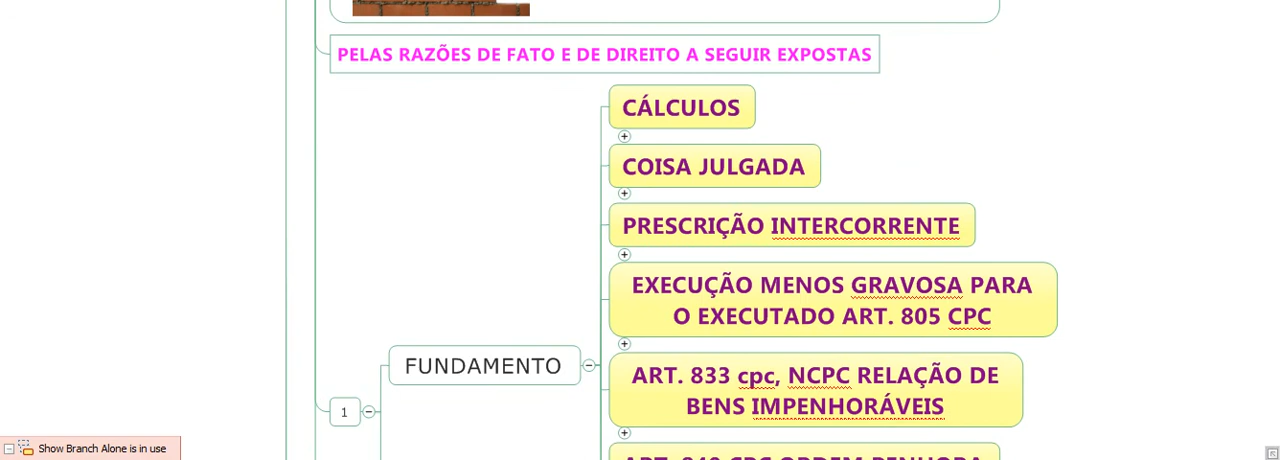 PELAS RAZÕES DE FATO E DE DIREITO A SEGUIR EXPOSTAS
CÁLCULOS
COISA JULGADA
PRESCRIÇÃO INTERCORRENTE
EXECUÇÃO MENOS GRAVOSA PARA
O EXECUTADO ART. 805 CPC
FUNDAMENTO
ART. 833 cpc, NCPC RELAÇÃO DE
BENS IMPENHORÁVEIS
1
Show Branch Alone is in use